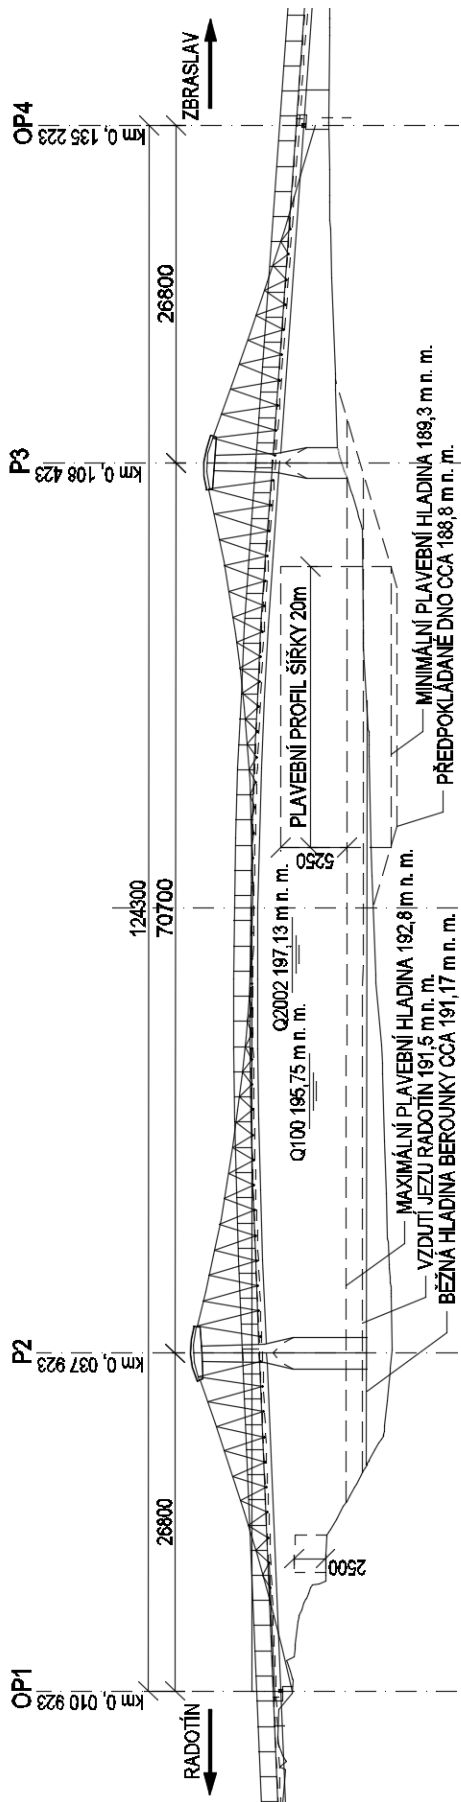 OP1
P2
P3
OP4
km 0, 010 923
km 0, 037 923
km 0, 108 423
km 0, 135 223
124300
26800
70700
26800
RADOTÍN
ZBRASLAV
Q2002 197,13 m n. m.
Q100 195,75 m n. m.
PLAVEBNÍ PROFIL ŠÍŘKY 20m
5250
2500
MAXIMÁLNÍ PLAVEBNÍ HLADINA 192,8 m n. m.
VZDUTÍ JEZU RADOTÍN 191,5 m n. m.
BĚŽNÁ HLADINA BEROUNKY CCA 191,17 m n. m.
MINIMÁLNÍ PLAVEBNÍ HLADINA 189,3 m n. m.
PŘEDPOKLÁDANÉ DNO CCA 188,8 m n. m.